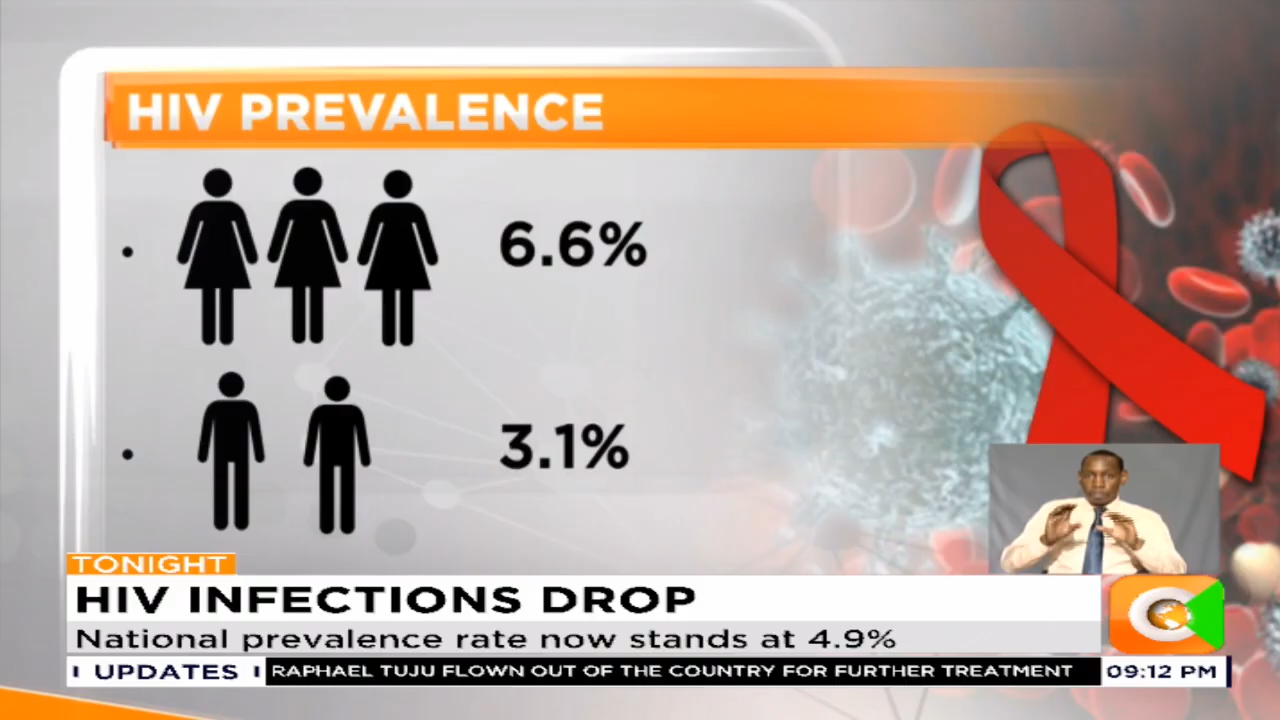 HIV PREVALENCE
6.6%
3.1%
TONIGHT
HIV INFECTIONS DROP
National prevalence rate now stands at 4.9%
UPDATES
RAPHAEL TUJU FLOWN OUT OF THE COUNTRY FOR FURTHER TREATMENT
09:12 PM